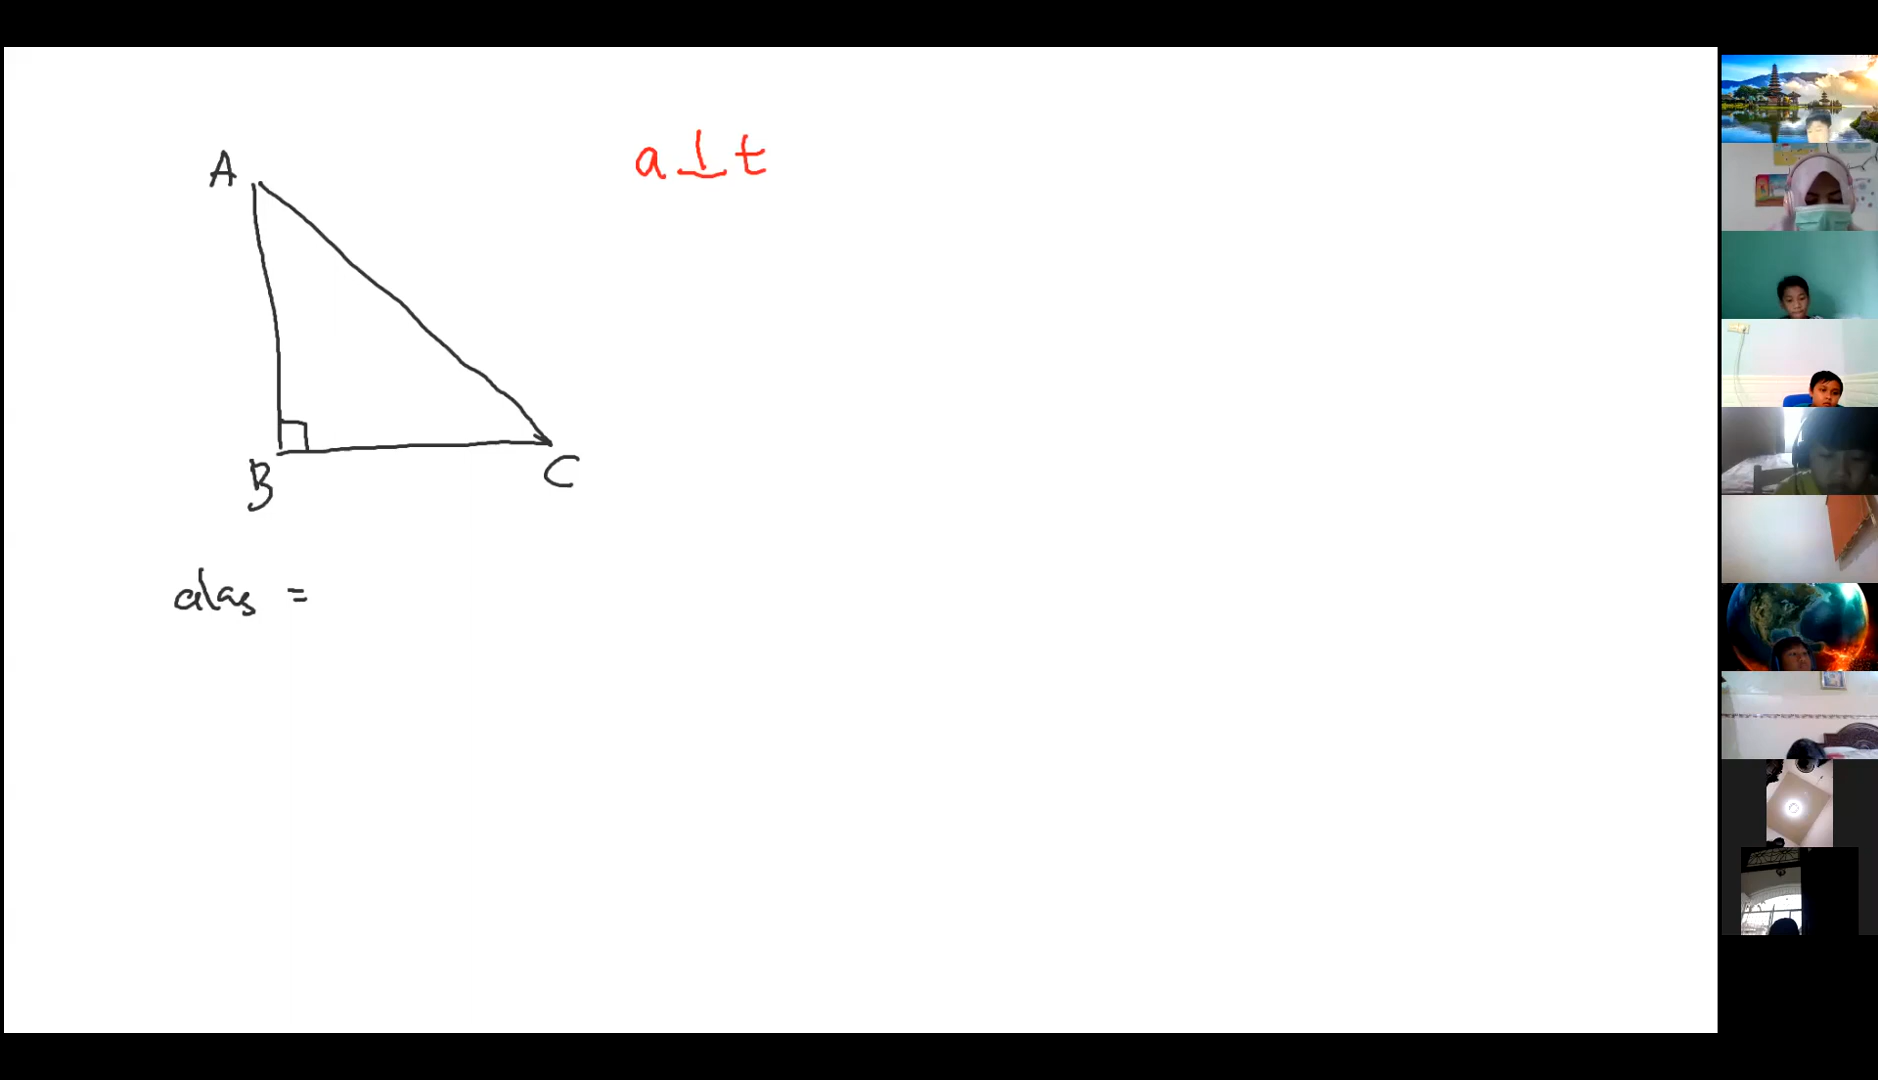 a ⊥ t
A
B
C
alas =